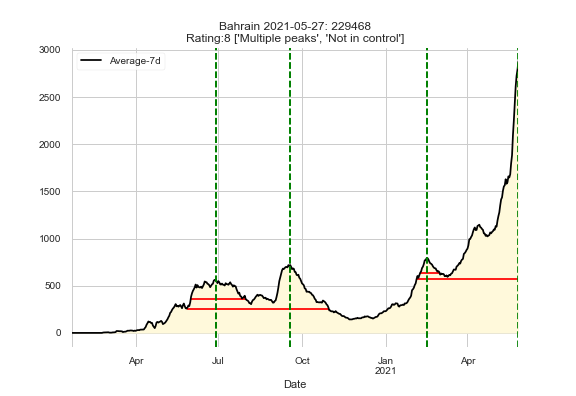 Bahrain 2021-05-27: 229468
Rating:8 ['Multiple peaks', 'Not in control']
Average-7d
3000
2500
2000
1500
1000
500
0
Apr
Jul
Oct
Jan
2021
Apr
Date